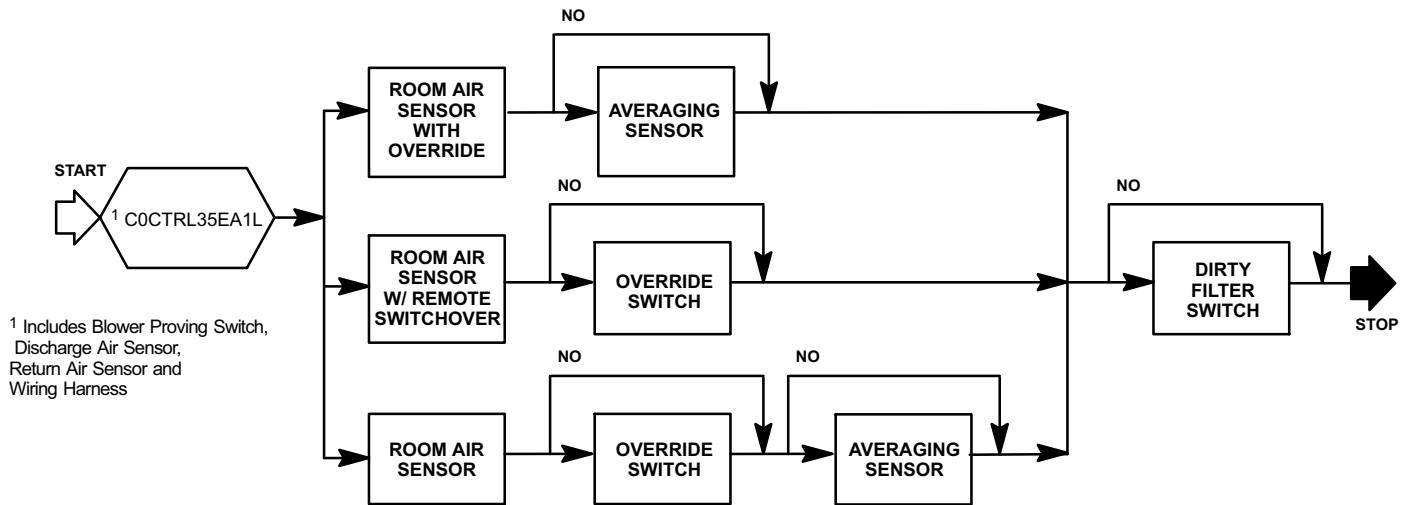 NO
ROOM AIR
SENSOR
WITH
OVERRIDE
AVERAGING
SENSOR
START
1 C0CTRL35EA1L
NO
ROOM AIR
SENSOR
W/ REMOTE
SWITCHOVER
OVERRIDE
SWITCH
NO
DIRTY
FILTER
SWITCH
STOP
1 Includes Blower Proving Switch,
Discharge Air Sensor,
Return Air Sensor and
Wiring Harness
NO
NO
ROOM AIR
SENSOR
OVERRIDE
SWITCH
AVERAGING
SENSOR